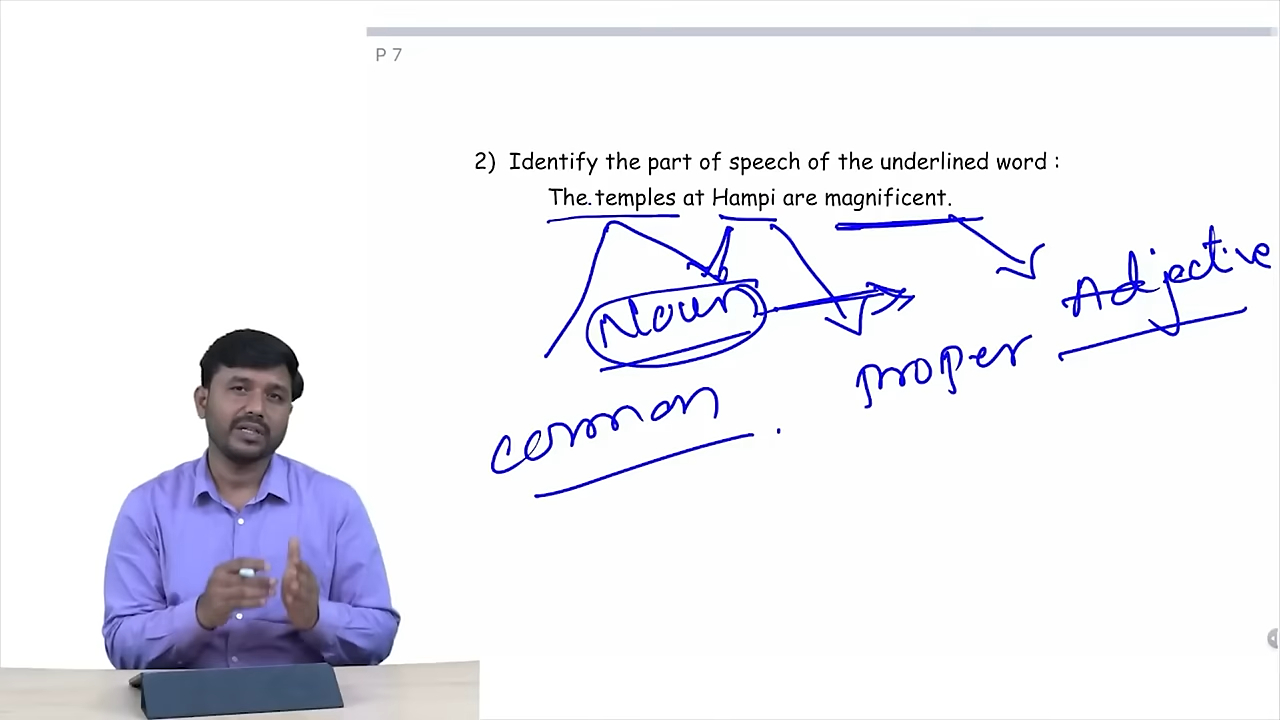 P 7
2) Identify the part of speech of the underlined word :
The.temples at Hampi are magnificent.
Noun
Adjective
proper
common .